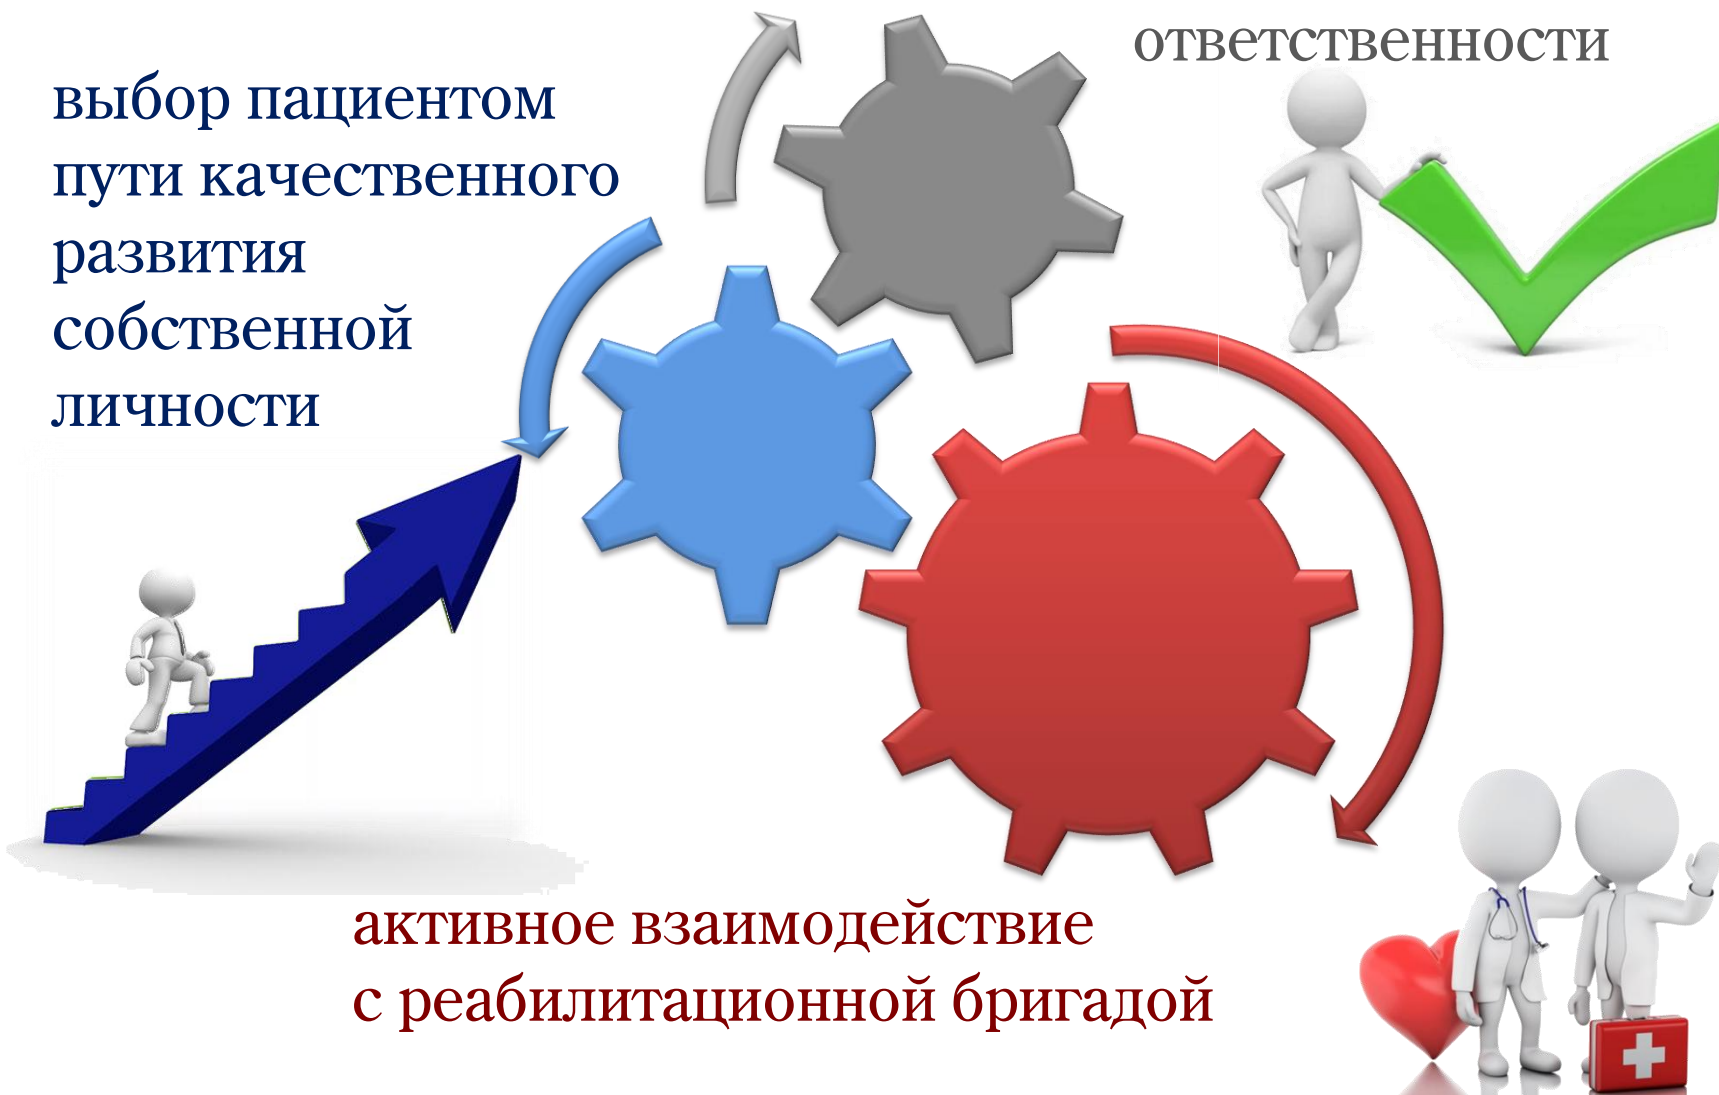 ответственности
выбор пациентом
пути качественного
развития
собственной
личности
активное взаимодействие
с реабилитационной бригадой